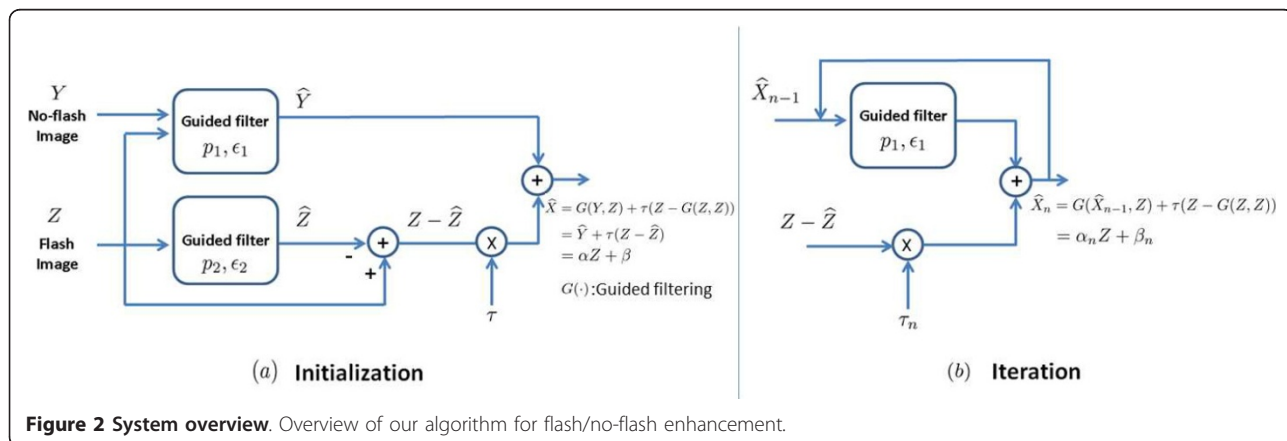 Y
No-flash
Image
Guided filter
p₁, ϵ₁
Ŷ
Z
Flash
Image
Guided filter
p₂, ϵ₂
Ẑ
-
+
+
Z − Ẑ
X
τ
+
X̂ = G(Y, Z) + τ(Z − G(Z, Z))
= Ŷ + τ(Z − Ẑ)
= αZ + β
G(·):Guided filtering
(a) Initialization
X̂ₙ₋₁
Guided filter
p₁, ϵ₁
+
Z − Ẑ
X
τₙ
X̂ₙ = G(X̂ₙ₋₁, Z) + τ(Z − G(Z, Z))
= αₙZ + βₙ
(b) Iteration
Figure 2 System overview. Overview of our algorithm for flash/no-flash enhancement.